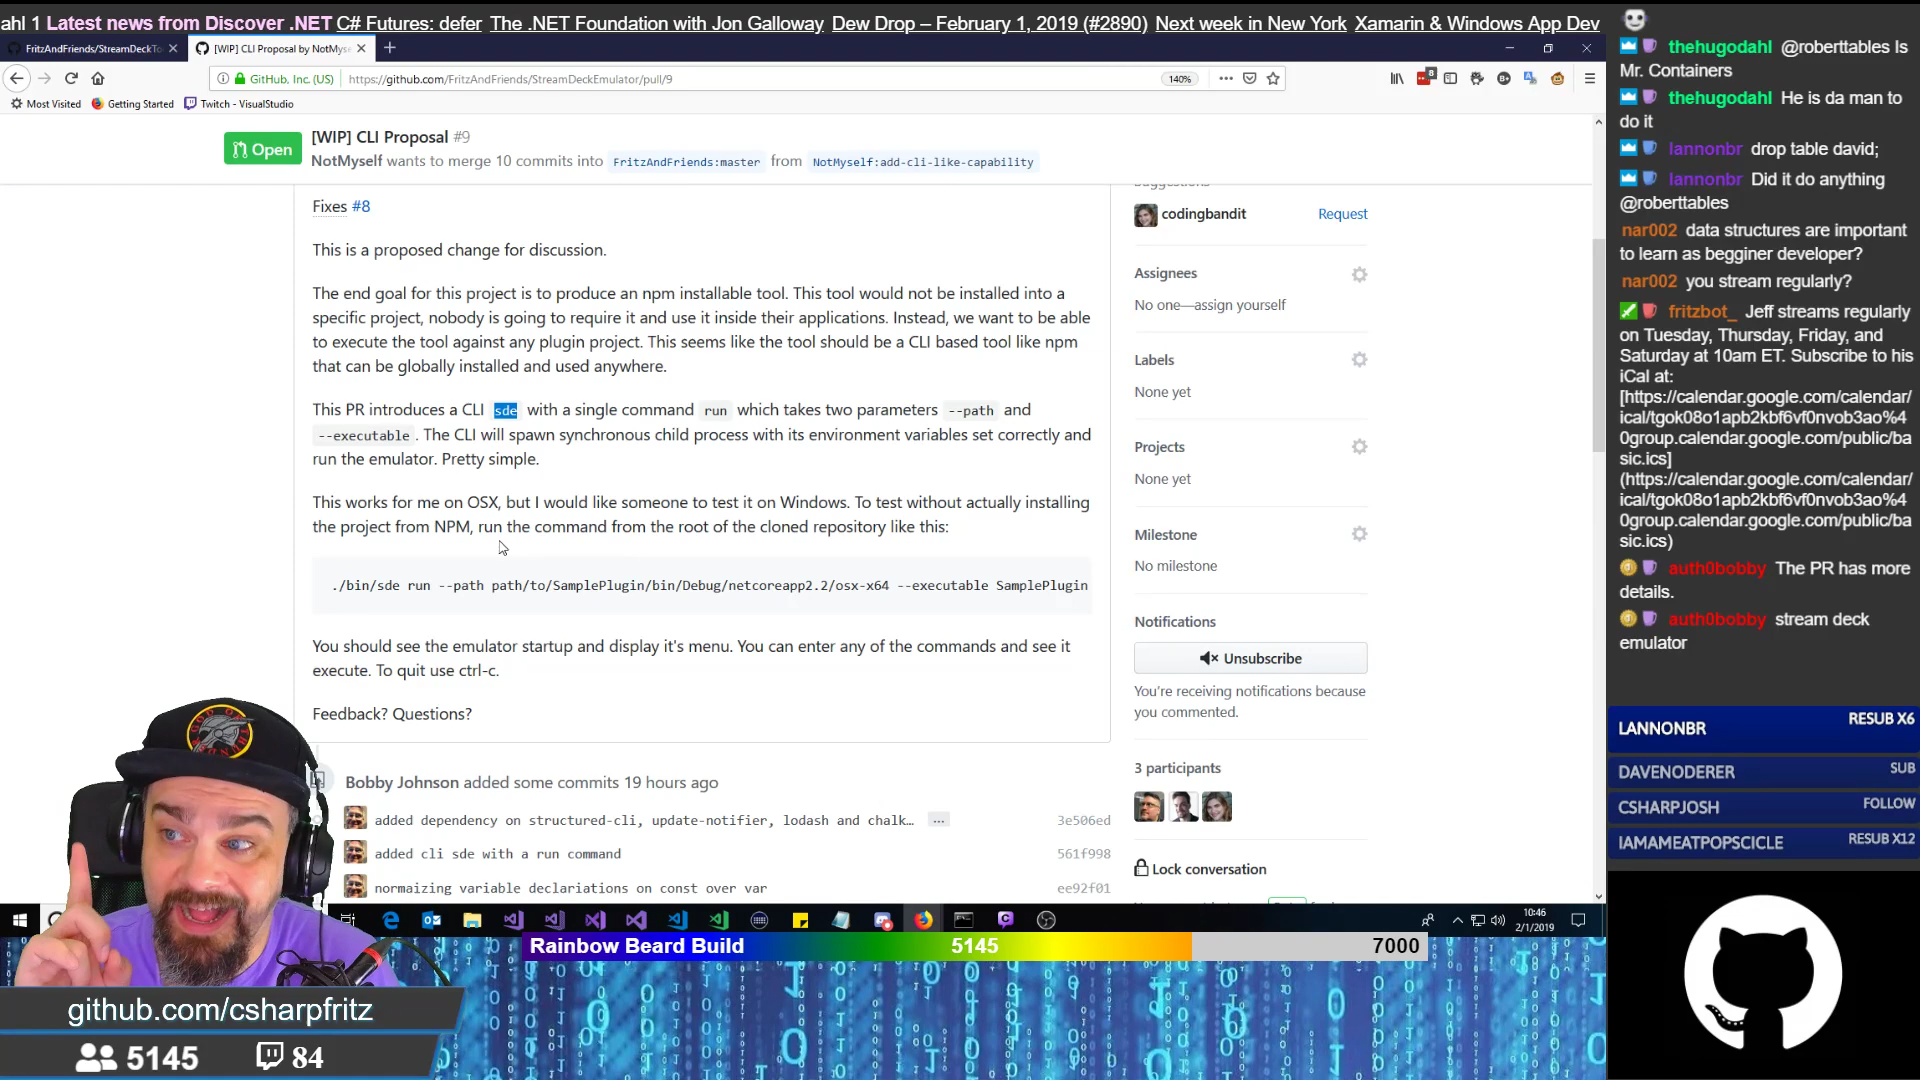 ahl 1 Latest news from Discover .NET C# Futures: defer The .NET Foundation with Jon Galloway Dew Drop – February 1, 2019 (#2890) Next week in New York Xamarin & Windows App Dev
FritzAndFriends/StreamDeckTo
[WIP] CLI Proposal by NotMyse
GitHub, Inc. (US)
https://github.com/FritzAndFriends/StreamDeckEmulator/pull/9
140%
Most Visited
Getting Started
Twitch - VisualStudio
Open
[WIP] CLI Proposal #9
NotMyself wants to merge 10 commits into FritzAndFriends:master from NotMyself:add-cli-like-capability
Fixes #8
This is a proposed change for discussion.
The end goal for this project is to produce an npm installable tool. This tool would not be installed into a
specific project, nobody is going to require it and use it inside their applications. Instead, we want to be able
to execute the tool against any plugin project. This seems like the tool should be a CLI based tool like npm
that can be globally installed and used anywhere.
This PR introduces a CLI sde with a single command run which takes two parameters --path and
--executable . The CLI will spawn synchronous child process with its environment variables set correctly and
run the emulator. Pretty simple.
This works for me on OSX, but I would like someone to test it on Windows. To test without actually installing
the project from NPM, run the command from the root of the cloned repository like this:
./bin/sde run --path path/to/SamplePlugin/bin/Debug/netcoreapp2.2/osx-x64 --executable SamplePlugin
You should see the emulator startup and display it's menu. You can enter any of the commands and see it
execute. To quit use ctrl-c.
Feedback? Questions?
Bobby Johnson added some commits 19 hours ago
added dependency on structured-cli, update-notifier, lodash and chalk… ... 3e506ed
added cli sde with a run command 561f998
normaizing variable declariations on const over var ee92f01
Suggestions
codingbandit Request
Assignees
No one—assign yourself
Labels
None yet
Projects
None yet
Milestone
No milestone
Notifications
Unsubscribe
You're receiving notifications because
you commented.
3 participants
Lock conversation
10:46
2/1/2019
thehugodahl @roberttables Is
Mr. Containers
thehugodahl He is da man to
do it
lannonbr drop table david;
lannonbr Did it do anything
@roberttables
nar002 data structures are important
to learn as begginer developer?
nar002 you stream regularly?
fritzbot_ Jeff streams regularly
on Tuesday, Thursday, Friday, and
Saturday at 10am ET. Subscribe to his
iCal at:
[https://calendar.google.com/calendar/
ical/tgok08o1apb2kbf6vf0nvob3ao%4
0group.calendar.google.com/public/ba
sic.ics]
(https://calendar.google.com/calendar/
ical/tgok08o1apb2kbf6vf0nvob3ao%4
0group.calendar.google.com/public/ba
sic.ics)
auth0bobby The PR has more
details.
auth0bobby stream deck
emulator
LANNONBR RESUB X6
DAVENODERER SUB
CSHARPJOSH FOLLOW
IAMAMEATPOPSCICLE RESUB X12
Rainbow Beard Build 5145 7000
github.com/csharpfritz
5145 84